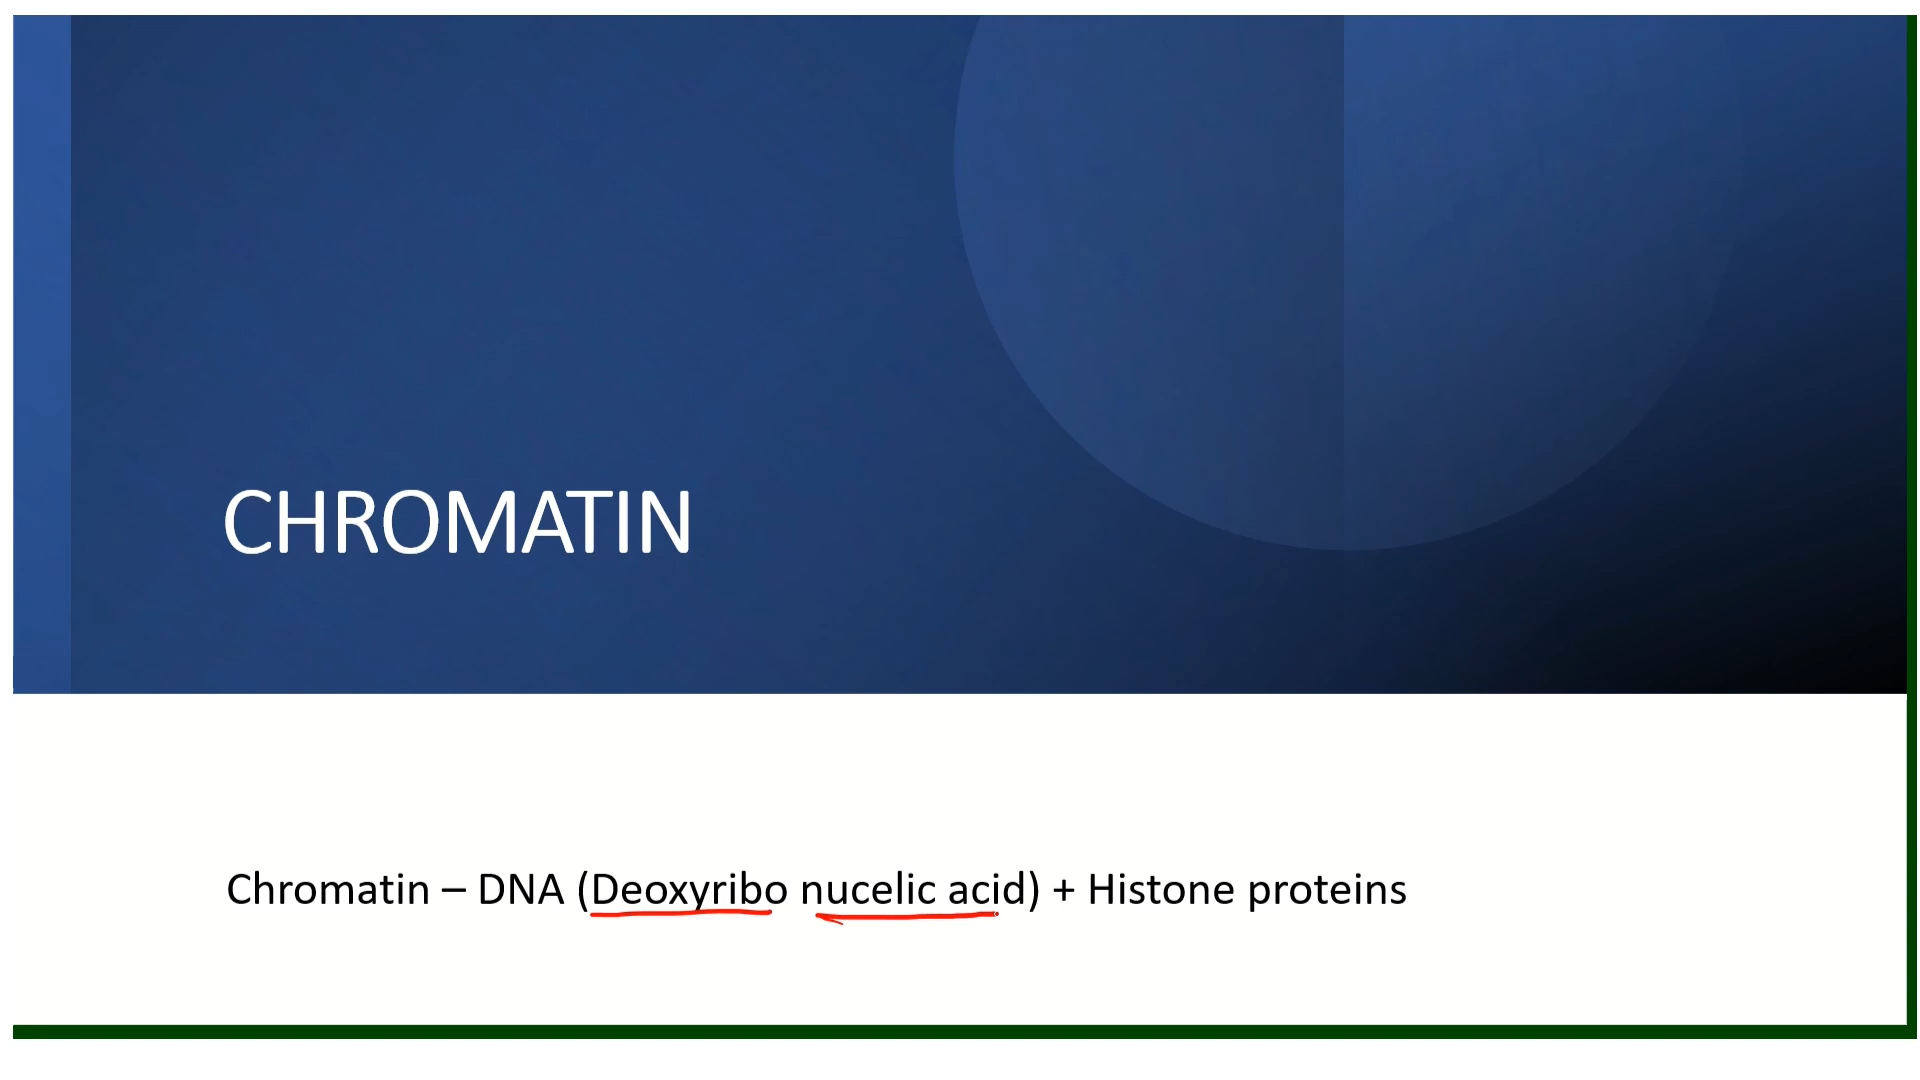 CHROMATIN
Chromatin – DNA (Deoxyribo nucelic acid) + Histone proteins